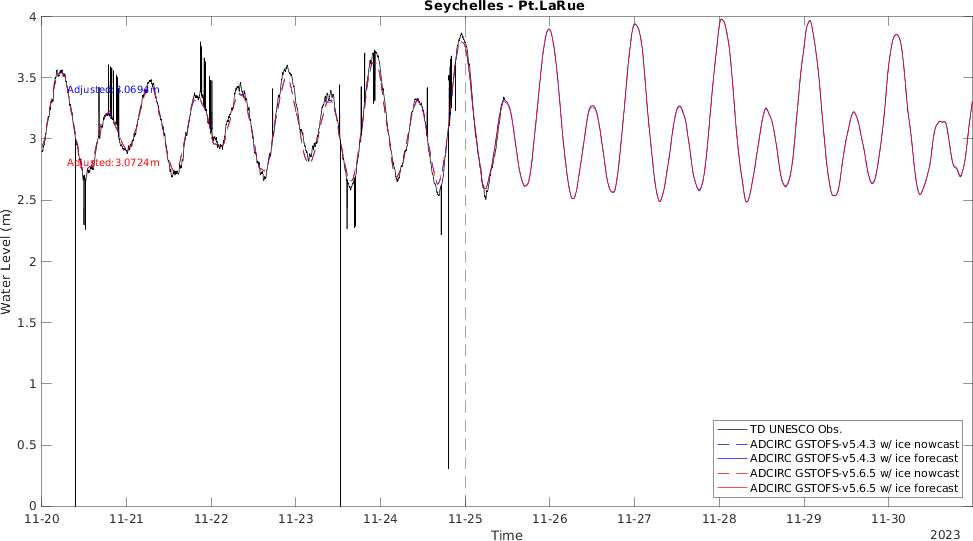 Seychelles - Pt.LaRue
4
3.5
3
2.5
2
1.5
1
0.5
0
Water Level (m)
Adjusted:3.0694m
Adjusted:3.0724m
TD UNESCO Obs.
ADCIRC GSTOFS-v5.4.3 w/ ice nowcast
ADCIRC GSTOFS-v5.4.3 w/ ice forecast
ADCIRC GSTOFS-v5.6.5 w/ ice nowcast
ADCIRC GSTOFS-v5.6.5 w/ ice forecast
11-20 11-21 11-22 11-23 11-24 11-25 11-26 11-27 11-28 11-29 11-30
Time
2023